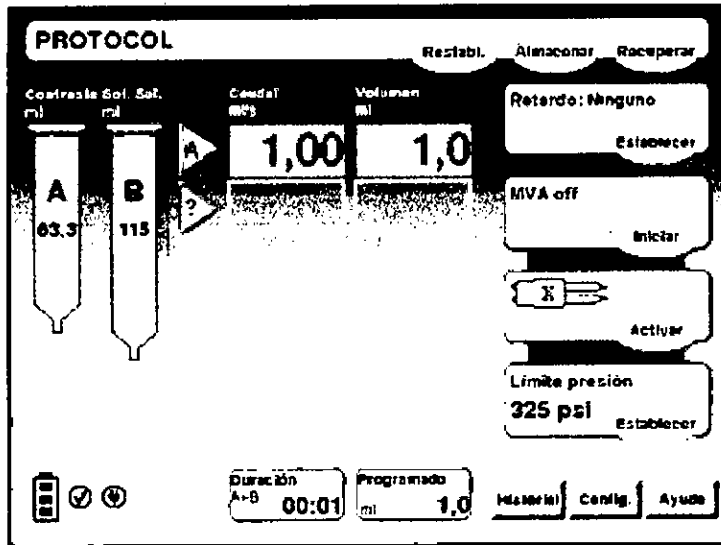 PROTOCOL
Restabl. Almacenar Recuperar
Contraste Sol. Sal. Caudal Volumen
ml ml ml/s ml
Retardo: Ninguno
Establecer
A 1,00 1,0
?
A B
63,3 115
MVA off
Iniciar
X
Activar
Límite presión
325 psi
Establecer
Duración Programado
A+B 00:01 ml 1,0
Historial Config. Ayuda